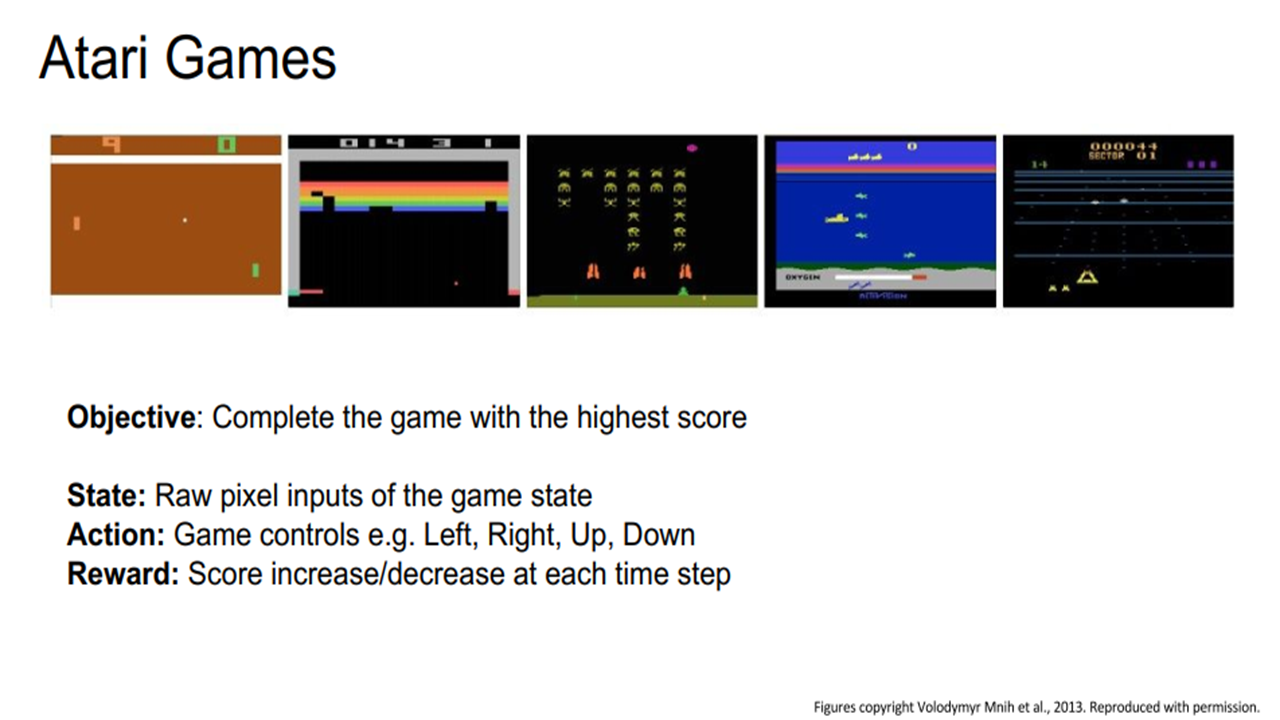 Atari Games
9 0
014 3 1
0
000044
SECTOR 01
14
OXYGEN
ACTIVISION
Objective: Complete the game with the highest score
State: Raw pixel inputs of the game state
Action: Game controls e.g. Left, Right, Up, Down
Reward: Score increase/decrease at each time step
Figures copyright Volodymyr Mnih et al., 2013. Reproduced with permission.